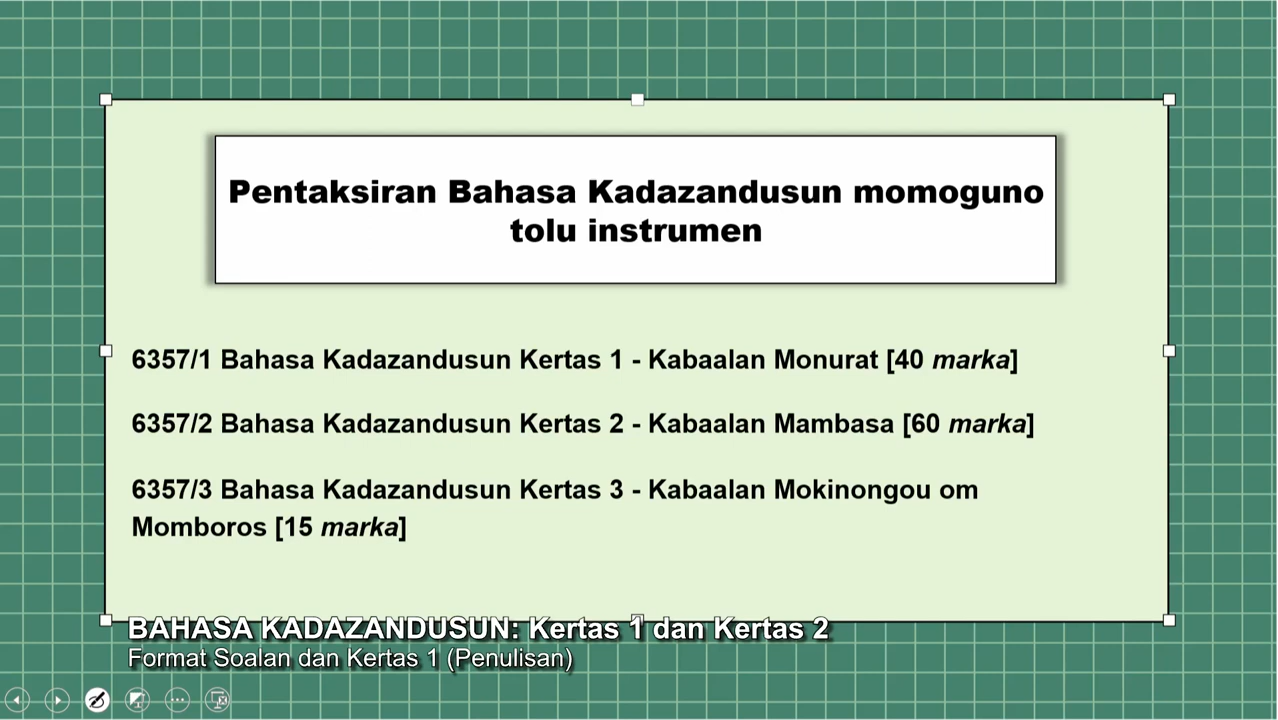 Pentaksiran Bahasa Kadazandusun momoguno
tolu instrumen
6357/1 Bahasa Kadazandusun Kertas 1 - Kabaalan Monurat [40 marka]
6357/2 Bahasa Kadazandusun Kertas 2 - Kabaalan Mambasa [60 marka]
6357/3 Bahasa Kadazandusun Kertas 3 - Kabaalan Mokinongou om
Momboros [15 marka]
BAHASA KADAZANDUSUN: Kertas 1 dan Kertas 2
Format Soalan dan Kertas 1 (Penulisan)